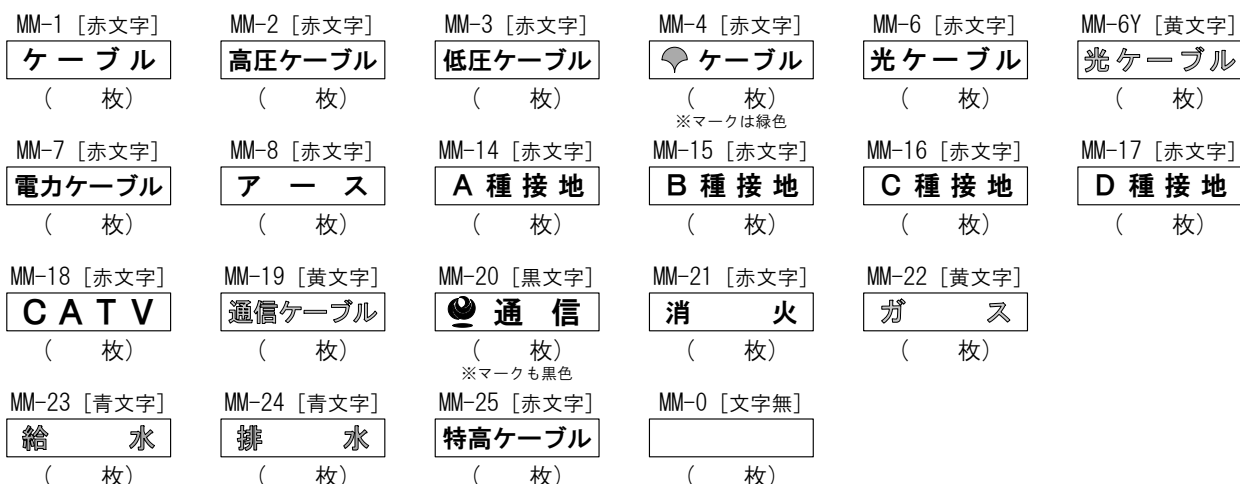 MM-1 [赤文字] MM-2 [赤文字] MM-3 [赤文字] MM-4 [赤文字] MM-6 [赤文字] MM-6Y [黄文字]
ケーブル 高圧ケーブル 低圧ケーブル ケーブル 光ケーブル 光ケーブル
( 枚) ( 枚) ( 枚) ( 枚) ( 枚) ( 枚)
※マークは緑色
MM-7 [赤文字] MM-8 [赤文字] MM-14 [赤文字] MM-15 [赤文字] MM-16 [赤文字] MM-17 [赤文字]
電力ケーブル アース A種接地 B種接地 C種接地 D種接地
( 枚) ( 枚) ( 枚) ( 枚) ( 枚) ( 枚)
MM-18 [赤文字] MM-19 [黄文字] MM-20 [黒文字] MM-21 [赤文字] MM-22 [黄文字]
CATV 通信ケーブル 通信 消火 ガス
( 枚) ( 枚) ( 枚) ( 枚) ( 枚)
※マークも黒色
MM-23 [青文字] MM-24 [青文字] MM-25 [赤文字] MM-0 [文字無]
給水 排水 特高ケーブル
( 枚) ( 枚) ( 枚) ( 枚)